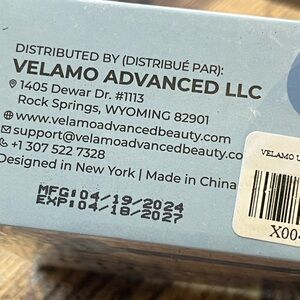 DISTRIBUTED BY (DISTRIBUÉ PAR):
VELAMO ADVANCED LLC
1405 Dewar Dr. #1113
Rock Springs, WYOMING 82901
www.velamoadvancedbeauty.com
support@velamoadvancedbeauty.co
+1 307 522 7328
Designed in New York | Made in China
MFG:04/19/2024
EXP:04/18/2027
VELAMO
X004